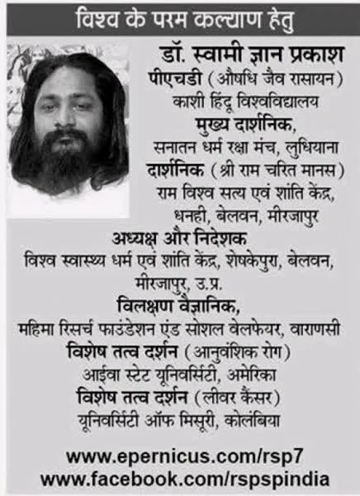 विश्व के परम कल्याण हेतु
डॉ. स्वामी ज्ञान प्रकाश
पीएचडी (औषधि जैव रासायन)
काशी हिंदू विश्वविद्यालय
मुख्य दार्शनिक,
सनातन धर्म रक्षा मंच, लुधियाना
दार्शनिक (श्री राम चरित मानस)
राम विश्व सत्य एवं शांति केंद्र,
धनही, बेलवन, मीरजापुर
अध्यक्ष और निदेशक
विश्व स्वास्थ्य धर्म एवं शांति केंद्र, शेषकेपुरा, बेलवन,
मीरजापुर, उ.प्र.
विलक्षण वैज्ञानिक,
महिमा रिसर्च फाउंडेशन एंड सोशल वेलफेयर, वाराणसी
विशेष तत्व दर्शन (आनुवंशिक रोग)
आईवा स्टेट यूनिवर्सिटी, अमेरिका
विशेष तत्व दर्शन (लीवर कैंसर)
यूनिवर्सिटी ऑफ मिसूरी, कोलंबिया
www.epernicus.com/rsp7
www.facebook.com/rspspindia